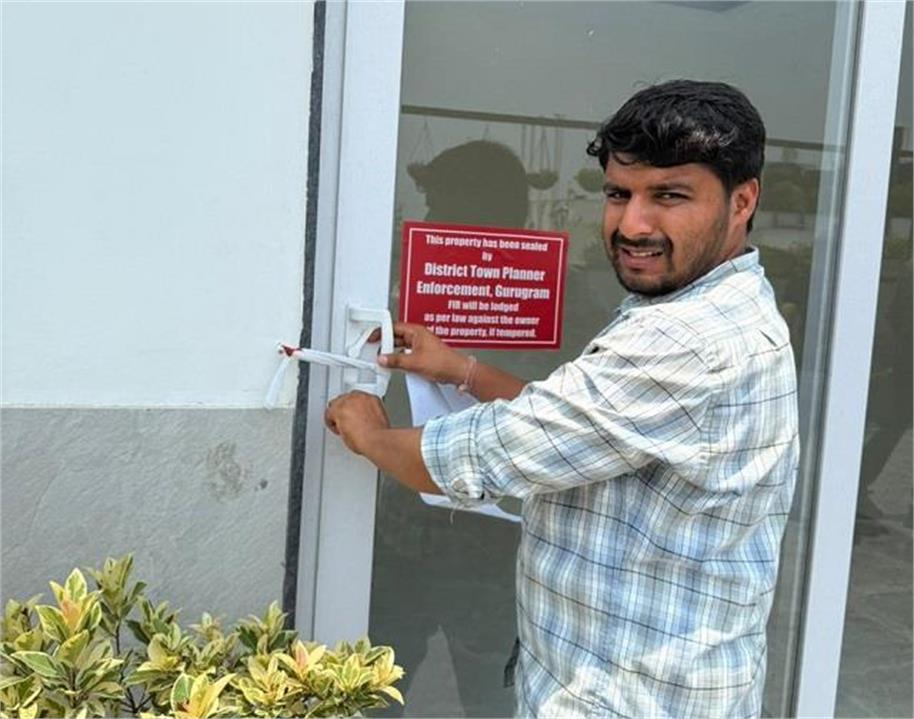 This property has been sealed
by
District Town Planner
Enforcement, Gurugram
FIR will be lodged
as per law against the owner
of the property, if tempered.